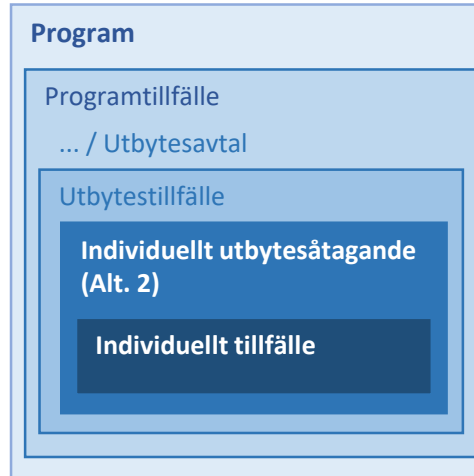 Program
Programtillfälle
... / Utbytesavtal
Utbytestillfälle
Individuellt utbytesåtagande
(Alt. 2)
Individuellt tillfälle